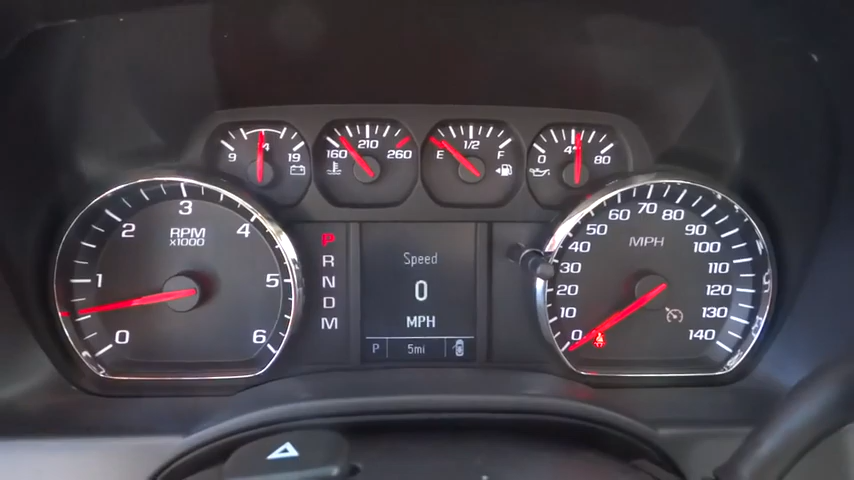 9 14 19
160 210 260
E 1/2 F
0 40 80
RPM
x1000
0 1 2 3 4 5 6
P
R
N
D
M
Speed
0
MPH
P 5mi
MPH
0 10 20 30 40 50 60 70 80 90 100 110 120 130 140